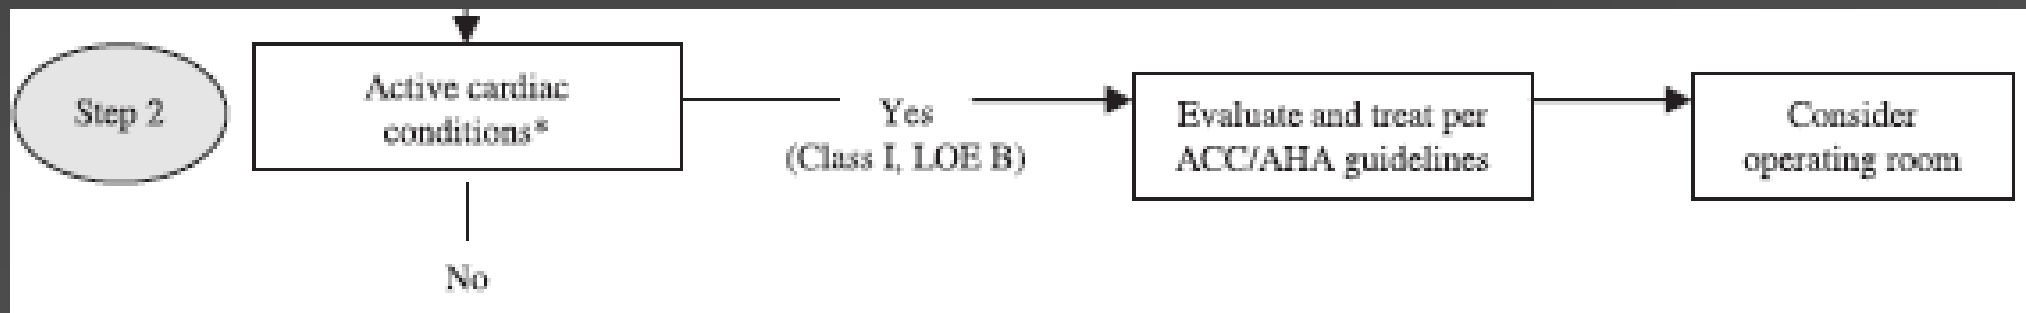 Step 2
Active cardiac
conditions*
Yes
(Class I, LOE B)
Evaluate and treat per
ACC/AHA guidelines
Consider
operating room
No